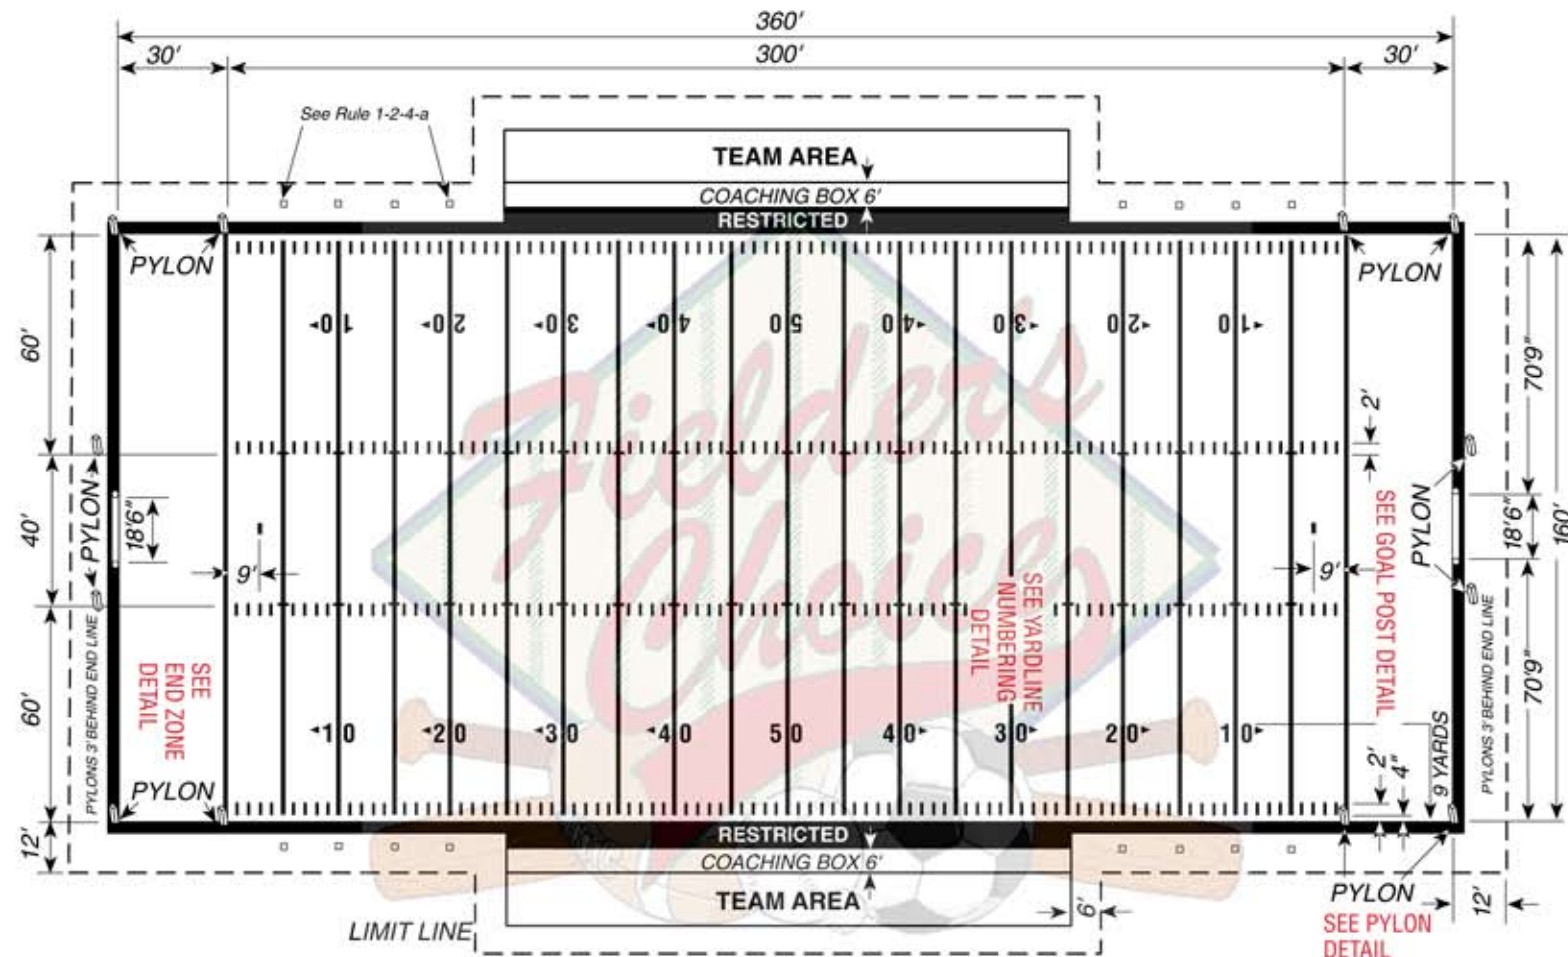 360'
30'
300'
30'
See Rule 1-2-4-a
TEAM AREA
COACHING BOX 6'
RESTRICTED
PYLON
PYLON
10
20
30
40
50
40
30
20
10
60'
40'
60'
12'
PYLON
18'6"
9'
PYLONS 3' BEHIND END LINE
SEE
END ZONE
DETAIL
PYLON
Fielder's
Choice
SEE YARDLINE
NUMBERING
DETAIL
2'
9'
SEE GOAL POST DETAIL
PYLON
70'9"
18'6"
70'9"
160'
PYLONS 3' BEHIND END LINE
9 YARDS
2'
4"
10
20
30
40
50
40
30
20
10
RESTRICTED
COACHING BOX 6'
TEAM AREA
6'
LIMIT LINE
PYLON
SEE PYLON
DETAIL
12'